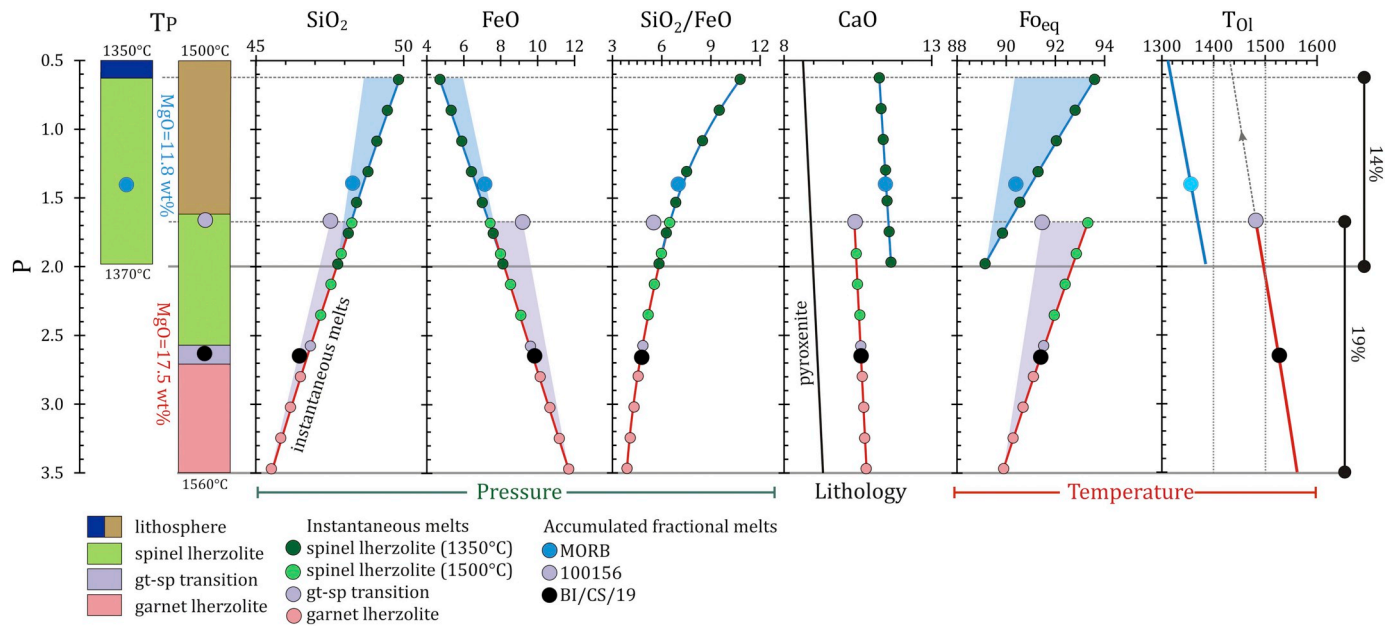 TP SiO2 FeO SiO2/FeO CaO Foeq TOl
1350°C 1500°C 45 50 4 6 8 10 12 3 6 9 12 8 13 88 90 92 94 1300 1400 1500 1600
0.5
1.0
1.5
2.0
2.5
3.0
3.5
P
MgO=11.8 wt%
1370°C
MgO=17.5 wt%
1560°C
instantaneous melts
pyroxenite
14%
19%
Pressure Lithology Temperature
lithosphere
spinel lherzolite
gt-sp transition
garnet lherzolite
Instantaneous melts
spinel lherzolite (1350°C)
spinel lherzolite (1500°C)
gt-sp transition
garnet lherzolite
Accumulated fractional melts
MORB
100156
BI/CS/19